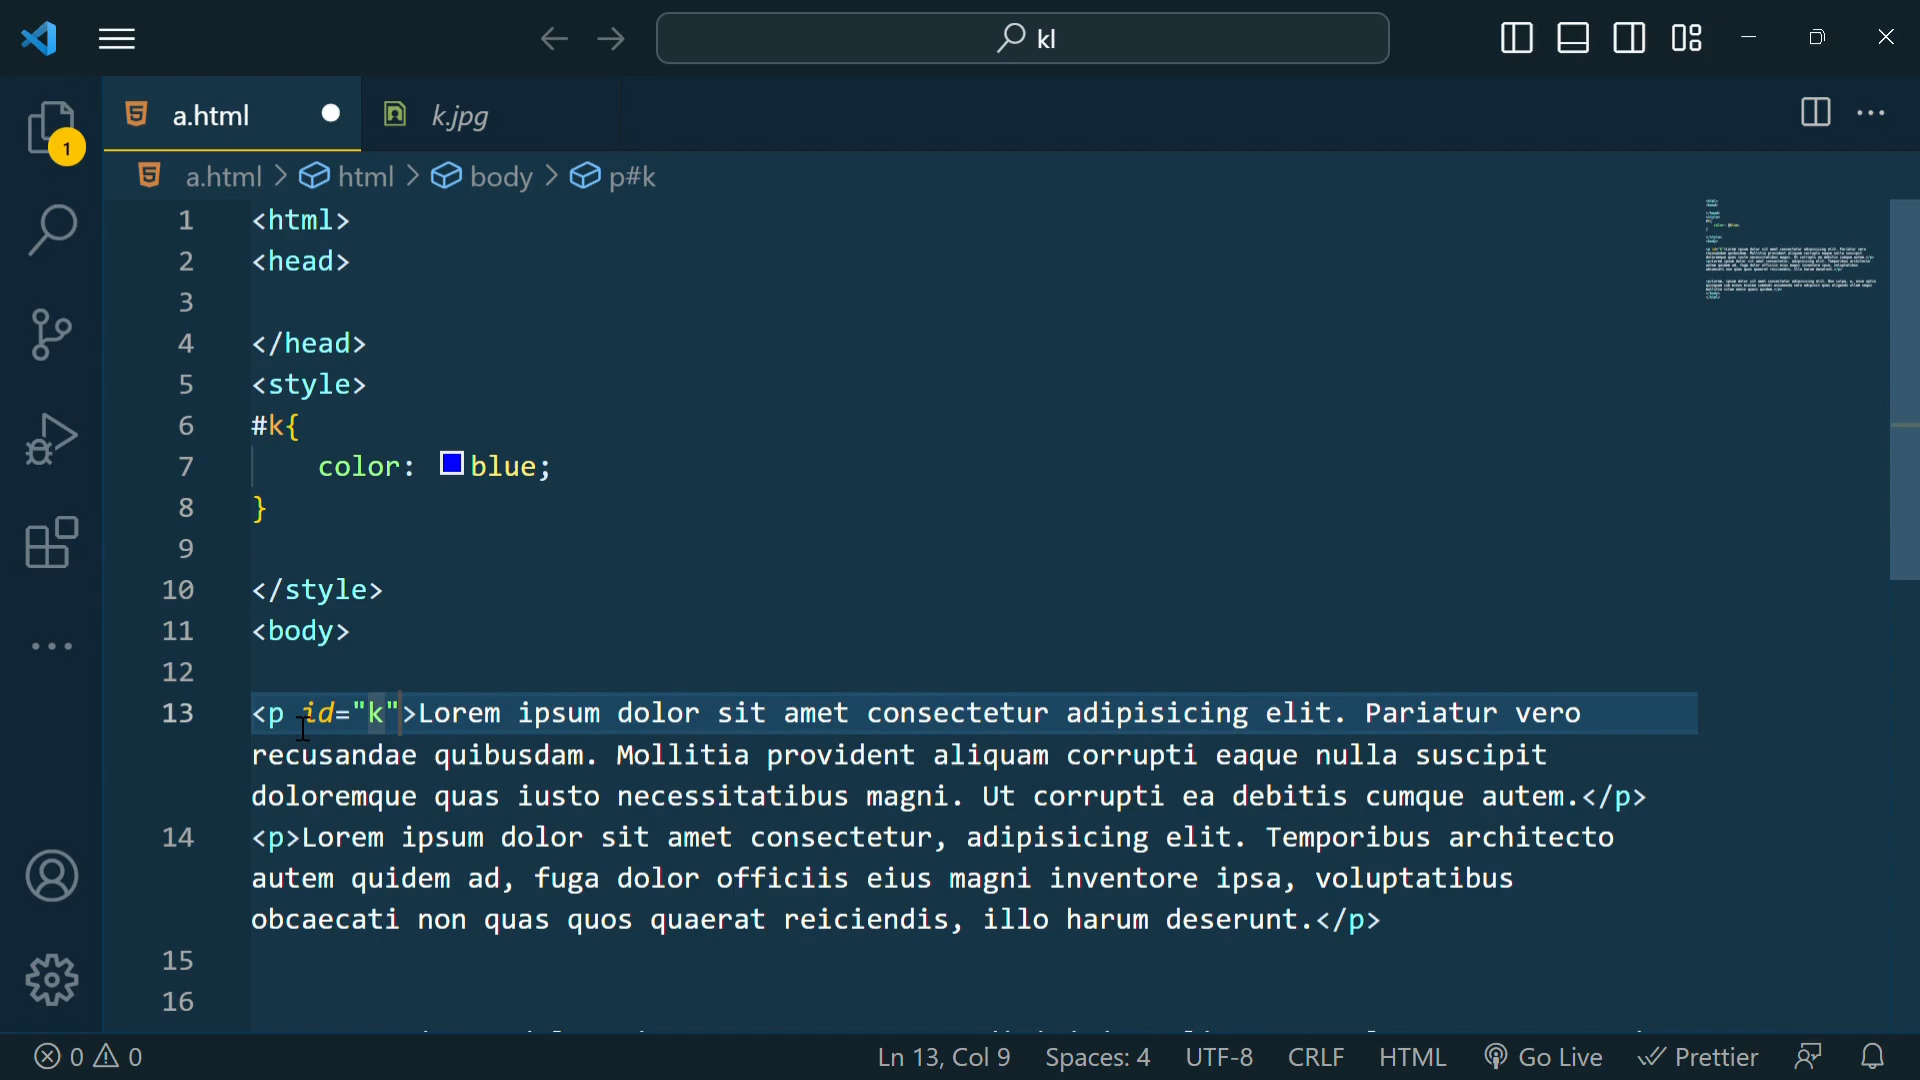 kl
a.html
k.jpg
1
a.html > html > body > p#k
1 <html>
2 <head>
3
4 </head>
5 <style>
6 #k{
7 color: blue;
8 }
9
10 </style>
11 <body>
12
13 <p id="k">Lorem ipsum dolor sit amet consectetur adipisicing elit. Pariatur vero
recusandae quibusdam. Mollitia provident aliquam corrupti eaque nulla suscipit
doloremque quas iusto necessitatibus magni. Ut corrupti ea debitis cumque autem.</p>
14 <p>Lorem ipsum dolor sit amet consectetur, adipisicing elit. Temporibus architecto
autem quidem ad, fuga dolor officiis eius magni inventore ipsa, voluptatibus
obcaecati non quas quos quaerat reiciendis, illo harum deserunt.</p>
15
16
0 0 Ln 13, Col 9 Spaces: 4 UTF-8 CRLF HTML Go Live Prettier